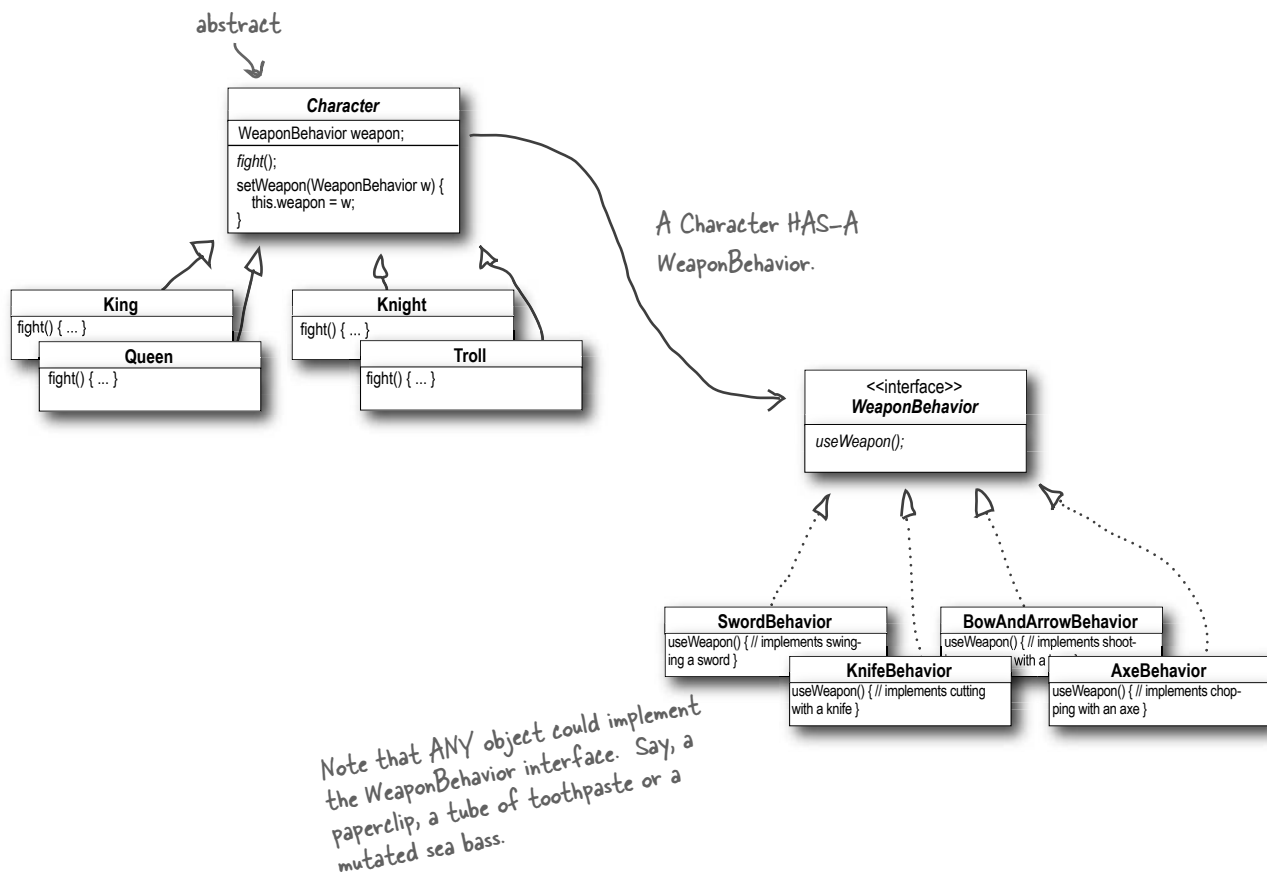 abstract
Character
WeaponBehavior weapon;
fight();
setWeapon(WeaponBehavior w) {
this.weapon = w;
}
A Character HAS-A
WeaponBehavior.
King
fight() { ... }
Queen
fight() { ... }
Knight
fight() { ... }
Troll
fight() { ... }
<<interface>>
WeaponBehavior
useWeapon();
SwordBehavior
useWeapon() { // implements swing-
ing a sword }
KnifeBehavior
useWeapon() { // implements cutting
with a knife }
BowAndArrowBehavior
useWeapon() { // implements shoot-
with a
AxeBehavior
useWeapon() { // implements chop-
ping with an axe }
Note that ANY object could implement
the WeaponBehavior interface. Say, a
paperclip, a tube of toothpaste or a
mutated sea bass.